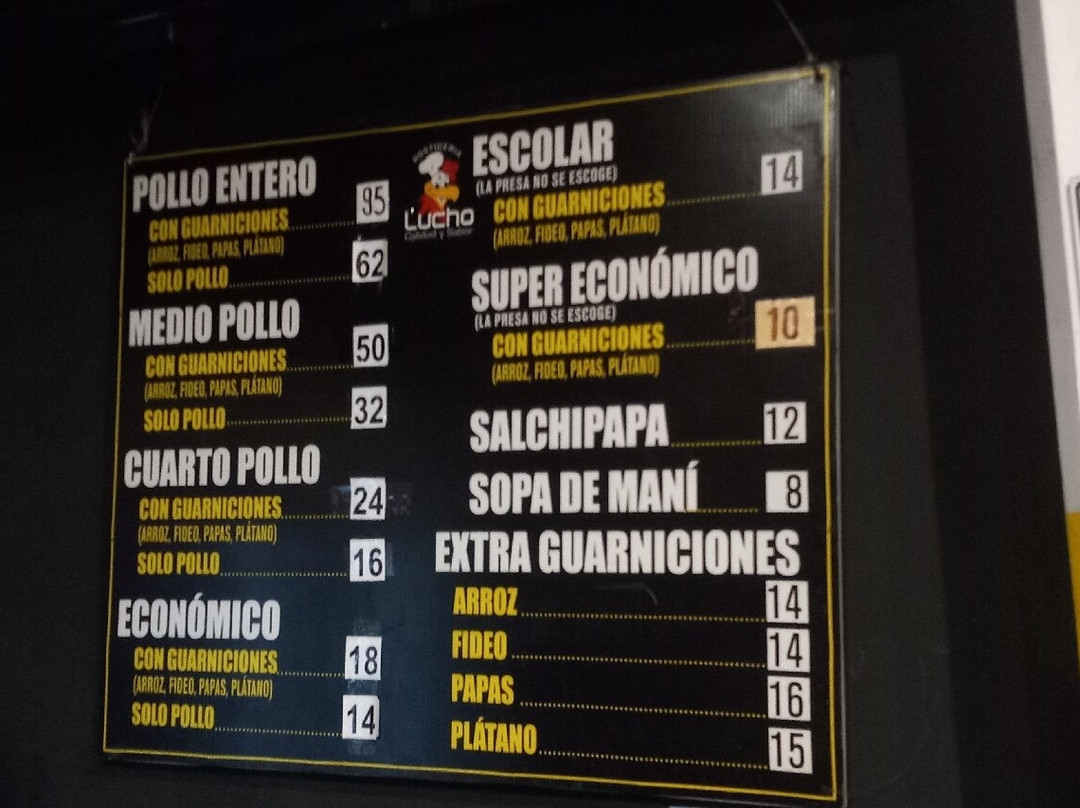 POLLO ENTERO
CON GUARNICIONES 95
(ARROZ, FIDEO, PAPAS, PLÁTANO)
SOLO POLLO 62
MEDIO POLLO
CON GUARNICIONES 50
(ARROZ, FIDEO, PAPAS, PLÁTANO)
SOLO POLLO 32
CUARTO POLLO
CON GUARNICIONES 24
(ARROZ, FIDEO, PAPAS, PLÁTANO)
SOLO POLLO 16
ECONÓMICO
CON GUARNICIONES 18
(ARROZ, FIDEO, PAPAS, PLÁTANO)
SOLO POLLO 14
ROSTICERIA
Lucho
Calidad y Sabor
ESCOLAR
(LA PRESA NO SE ESCOGE)
CON GUARNICIONES 14
(ARROZ, FIDEO, PAPAS, PLÁTANO)
SUPER ECONÓMICO
(LA PRESA NO SE ESCOGE)
CON GUARNICIONES 10
(ARROZ, FIDEO, PAPAS, PLÁTANO)
SALCHIPAPA 12
SOPA DE MANÍ 8
EXTRA GUARNICIONES
ARROZ 14
FIDEO 14
PAPAS 16
PLÁTANO 15